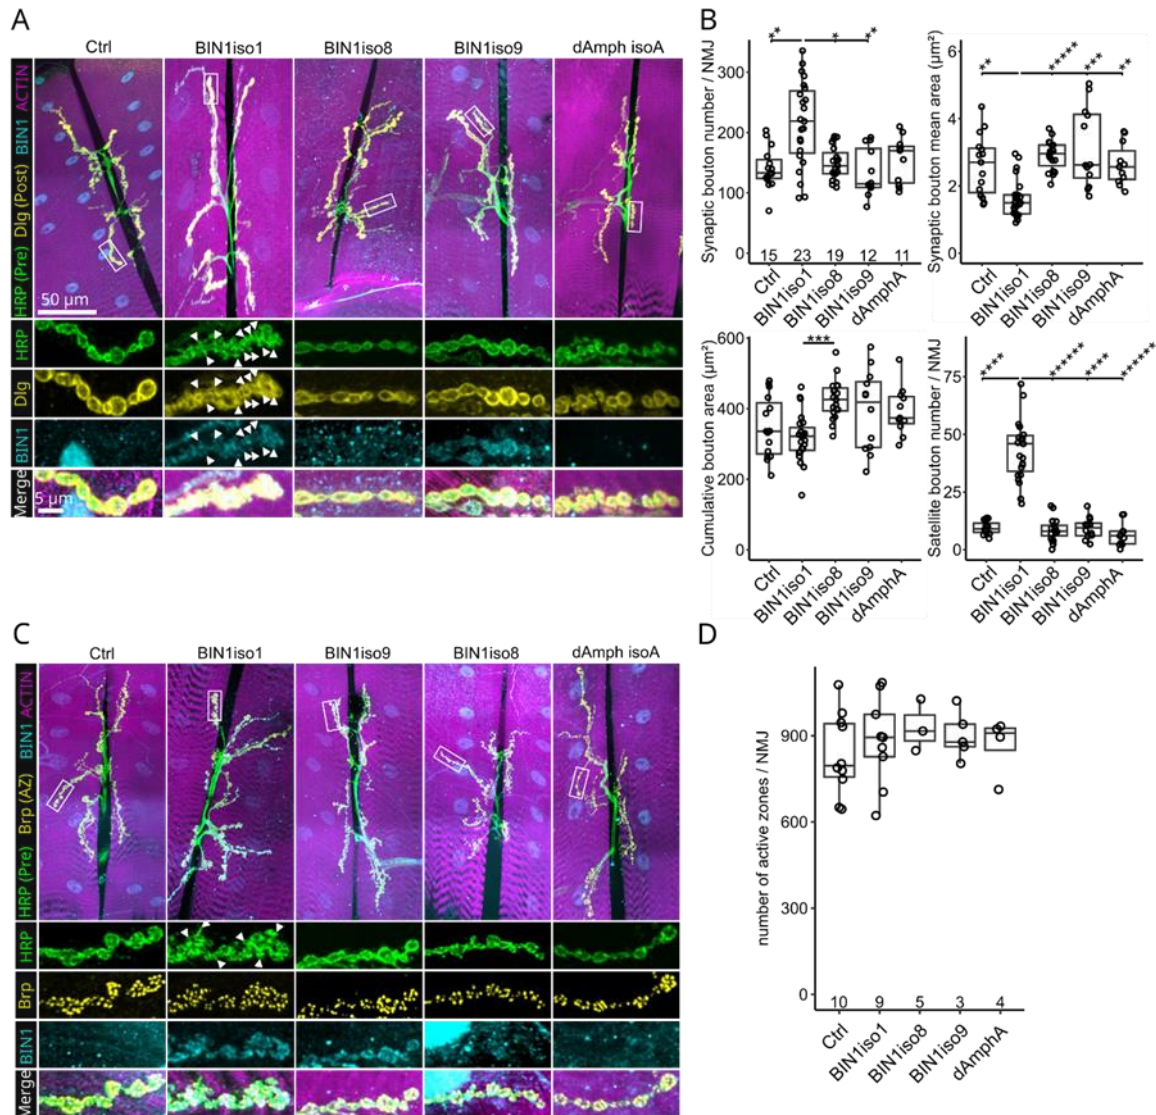 A
Ctrl
BIN1iso1
BIN1iso8
BIN1iso9
dAmph isoA
HRP (Pre) Dlg (Post) BIN1 ACTIN
50 µm
HRP
Dlg
BIN1
Merge
5 µm
B
Synaptic bouton number / NMJ
300
200
100
0
** * **
15 23 19 12 11
Ctrl
BIN1iso1
BIN1iso8
BIN1iso9
dAmphA
Synaptic bouton mean area (µm²)
6
4
2
0
** ***** *** **
Ctrl
BIN1iso1
BIN1iso8
BIN1iso9
dAmphA
Cumulative bouton area (µm²)
600
400
200
0
***
Ctrl
BIN1iso1
BIN1iso8
BIN1iso9
dAmphA
Satellite bouton number / NMJ
75
50
25
0
**** ****** **** ******
Ctrl
BIN1iso1
BIN1iso8
BIN1iso9
dAmphA
C
Ctrl
BIN1iso1
BIN1iso9
BIN1iso8
dAmph isoA
HRP (Pre) Brp (AZ) BIN1 ACTIN
HRP
Brp
BIN1
Merge
D
number of active zones / NMJ
900
600
300
0
10 9 5 3 4
Ctrl
BIN1iso1
BIN1iso8
BIN1iso9
dAmphA